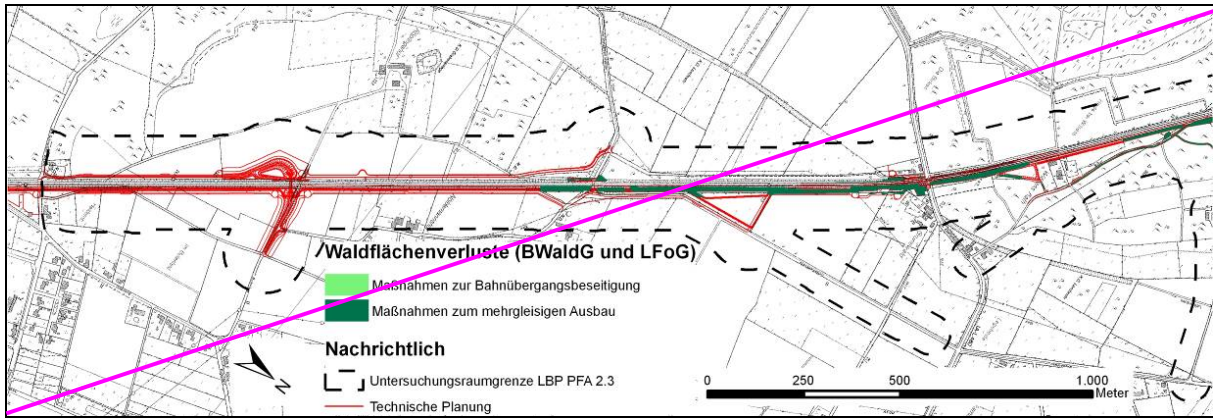 Waldflächenverluste (BWaldG und LFoG)
Maßnahmen zur Bahnübergangsbeseitigung
Maßnahmen zum mehrgleisigen Ausbau
Nachrichtlich
Untersuchungsraumgrenze LBP PFA 2.3
Technische Planung
N
0 250 500 1.000
Meter